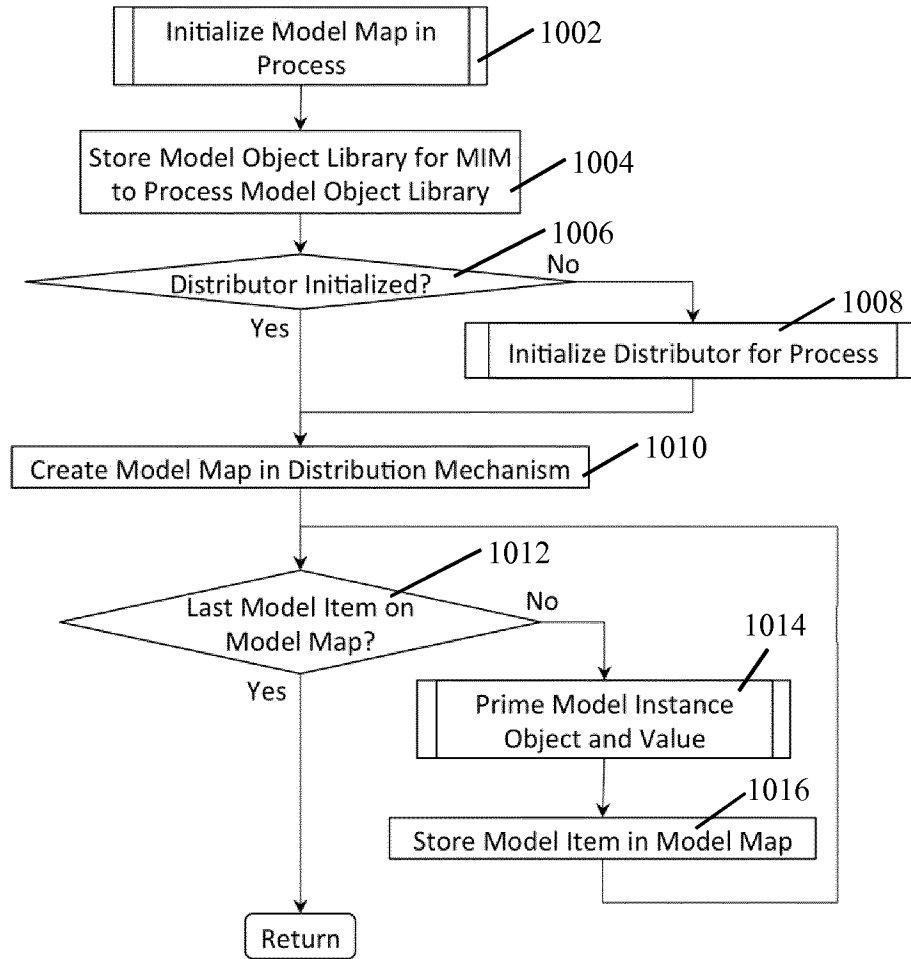 Initialize Model Map in
Process
1002
Store Model Object Library for MIM
to Process Model Object Library
1004
1006
Distributor Initialized?
No
Yes
1008
Initialize Distributor for Process
Create Model Map in Distribution Mechanism
1010
1012
Last Model Item on
Model Map?
No
Yes
1014
Prime Model Instance
Object and Value
1016
Store Model Item in Model Map
Return